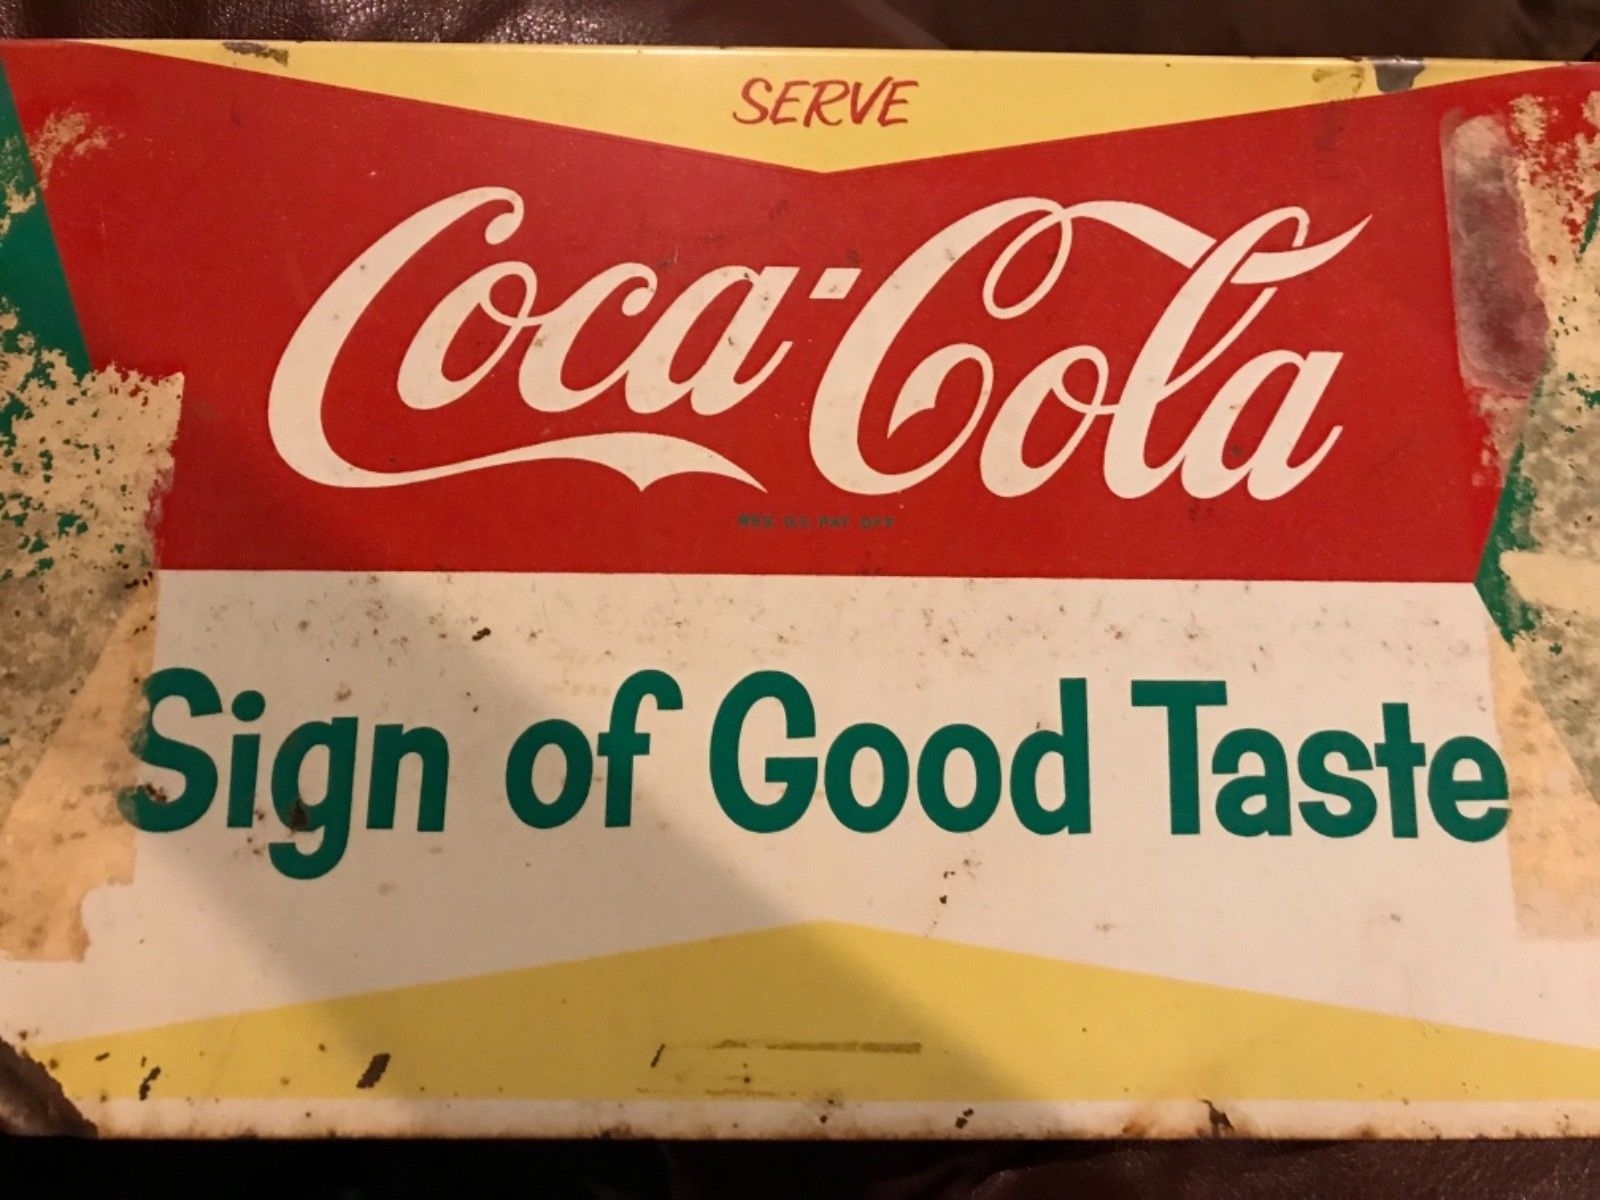 SERVE
Coca-Cola
REG. U.S. PAT. OFF.
Sign of Good Taste